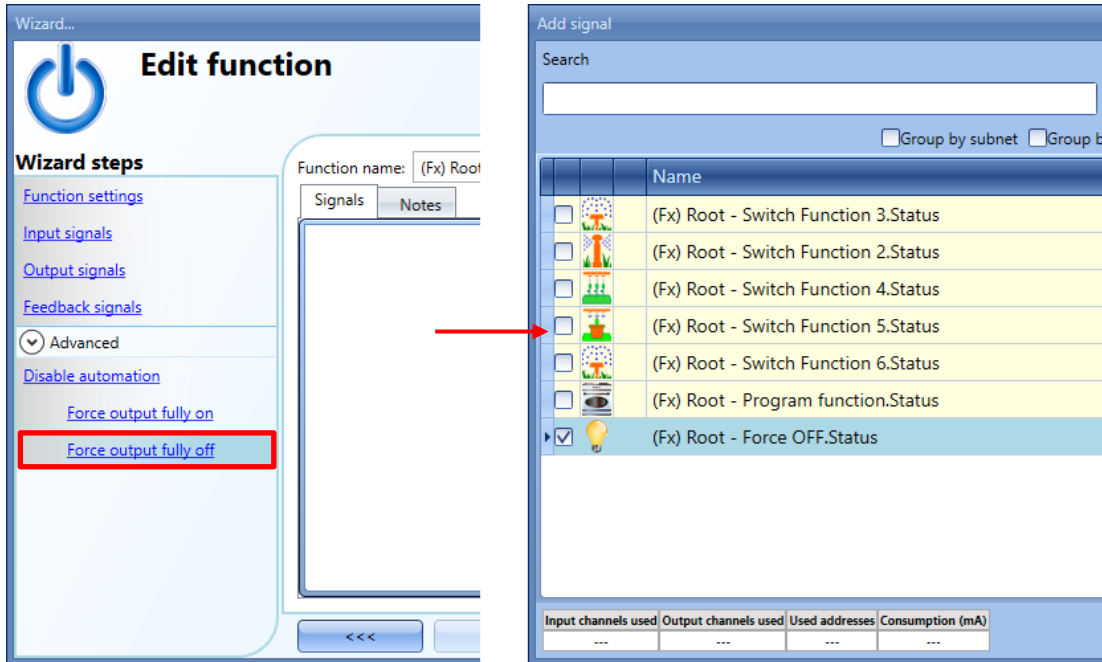 Wizard...
Edit function
Wizard steps
Function settings
Input signals
Output signals
Feedback signals
Advanced
Disable automation
Force output fully on
Force output fully off
Function name: (Fx) Root
Signals Notes
<<<
Add signal
Search
Group by subnet Group b
Name
(Fx) Root - Switch Function 3.Status
(Fx) Root - Switch Function 2.Status
(Fx) Root - Switch Function 4.Status
(Fx) Root - Switch Function 5.Status
(Fx) Root - Switch Function 6.Status
(Fx) Root - Program function.Status
(Fx) Root - Force OFF.Status
Input channels used Output channels used Used addresses Consumption (mA)
--- --- --- ---